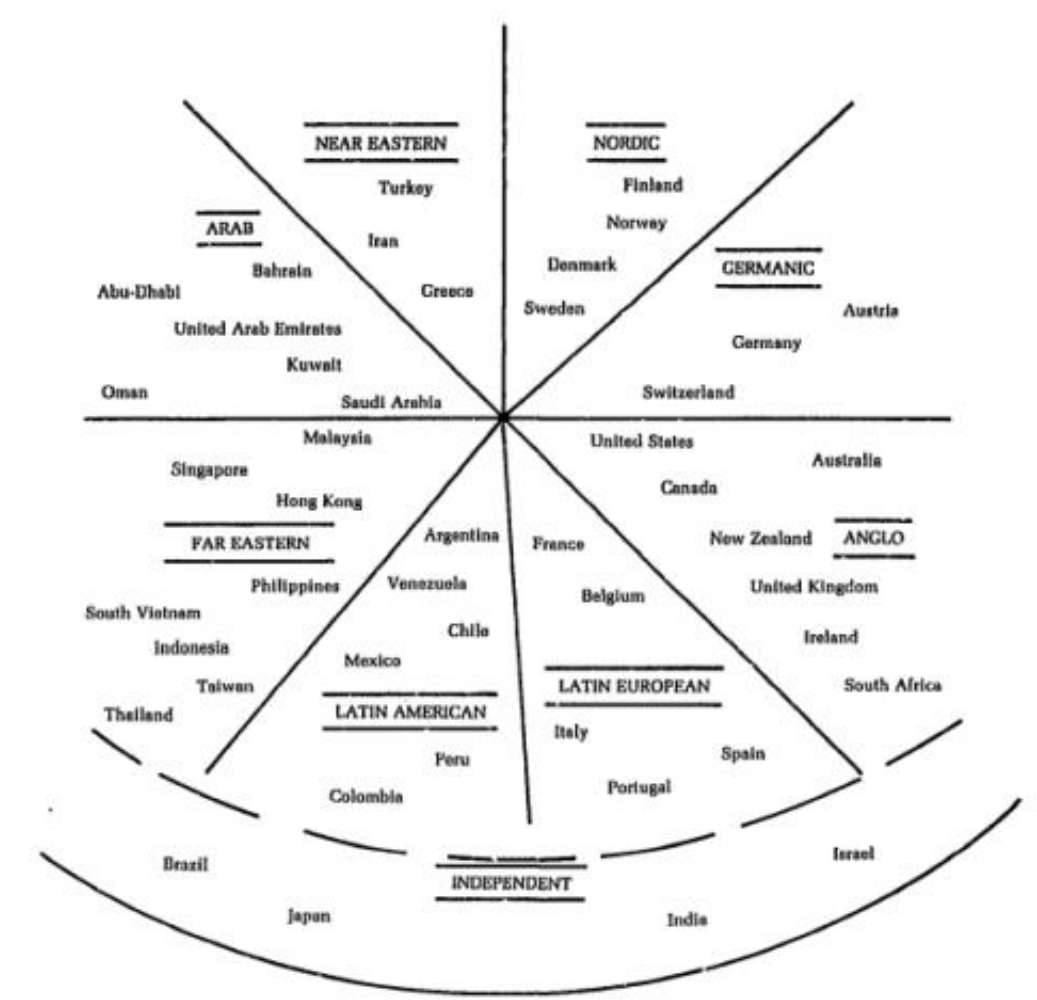 NEAR EASTERN
Turkey
Iran
Greece
NORDIC
Finland
Norway
Denmark
Sweden
GERMANIC
Austria
Germany
Switzerland
ARAB
Bahrain
Abu-Dhabi
United Arab Emirates
Kuwait
Oman
Saudi Arabia
Malaysia
Singapore
Hong Kong
FAR EASTERN
Philippines
South Vietnam
Indonesia
Taiwan
Thailand
Argentina
Venezuela
Chile
Mexico
LATIN AMERICAN
Peru
Colombia
France
Belgium
LATIN EUROPEAN
Italy
Spain
Portugal
United States
Australia
Canada
New Zealand
ANGLO
United Kingdom
Ireland
South Africa
INDEPENDENT
Brazil
Japan
India
Israel